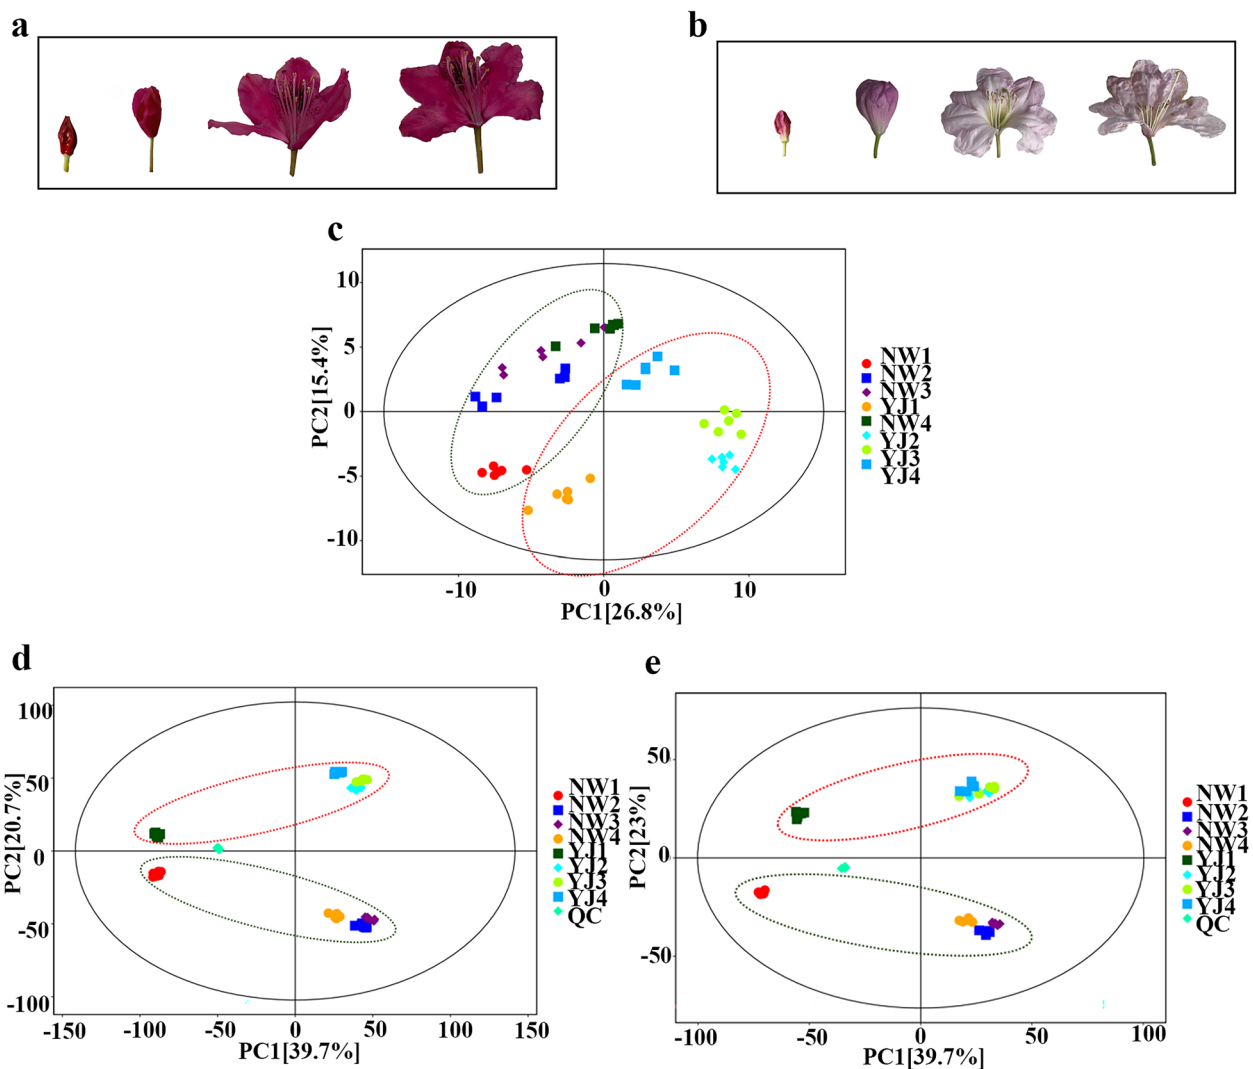 a
b
c
10
5
0
-5
-10
PC2[15.4%]
-10
0
10
PC1[26.8%]
NW1
NW2
NW3
YJ1
NW4
YJ2
YJ3
YJ4
d
100
50
0
-50
-100
PC2[20.7%]
-150
-100
-50
0
50
100
150
PC1[39.7%]
NW1
NW2
NW3
NW4
YJ1
YJ2
YJ3
YJ4
QC
e
50
0
-50
PC2[23%]
-100
-50
0
50
100
PC1[39.7%]
NW1
NW2
NW3
NW4
YJ1
YJ2
YJ3
YJ4
QC